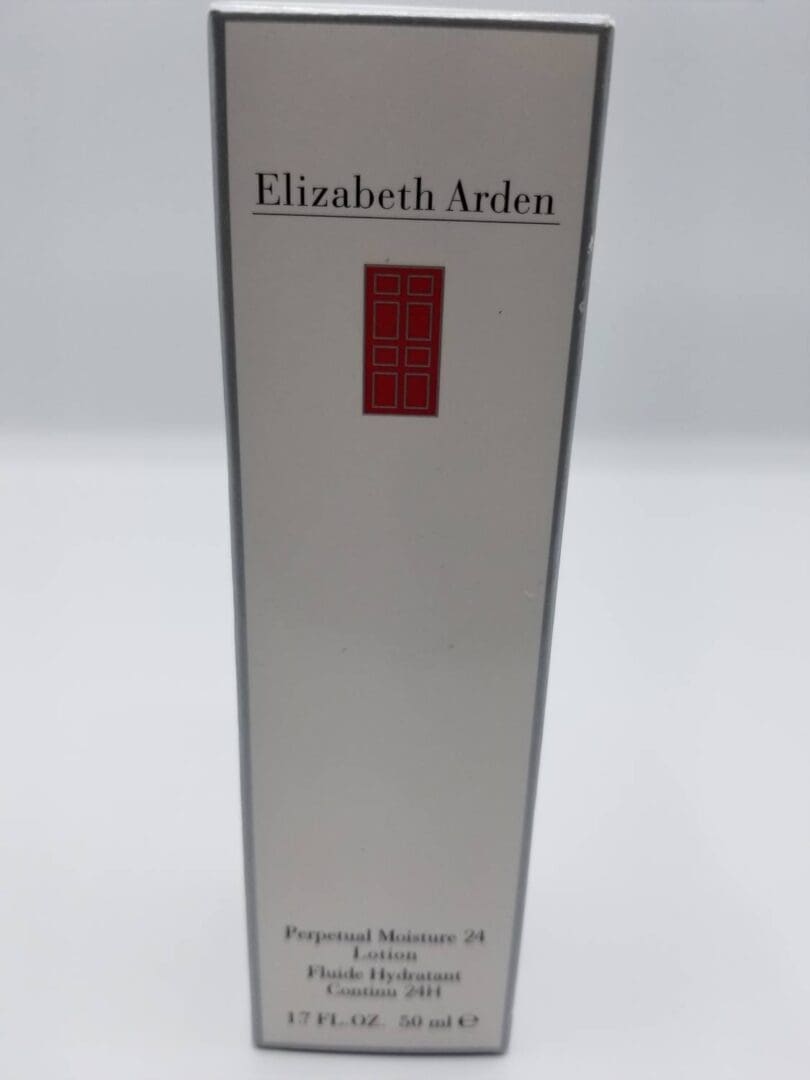 Elizabeth Arden
Perpetual Moisture 24
Lotion
Fluide Hydratant
Continu 24H
1.7 FL.OZ. 50 ml ℮